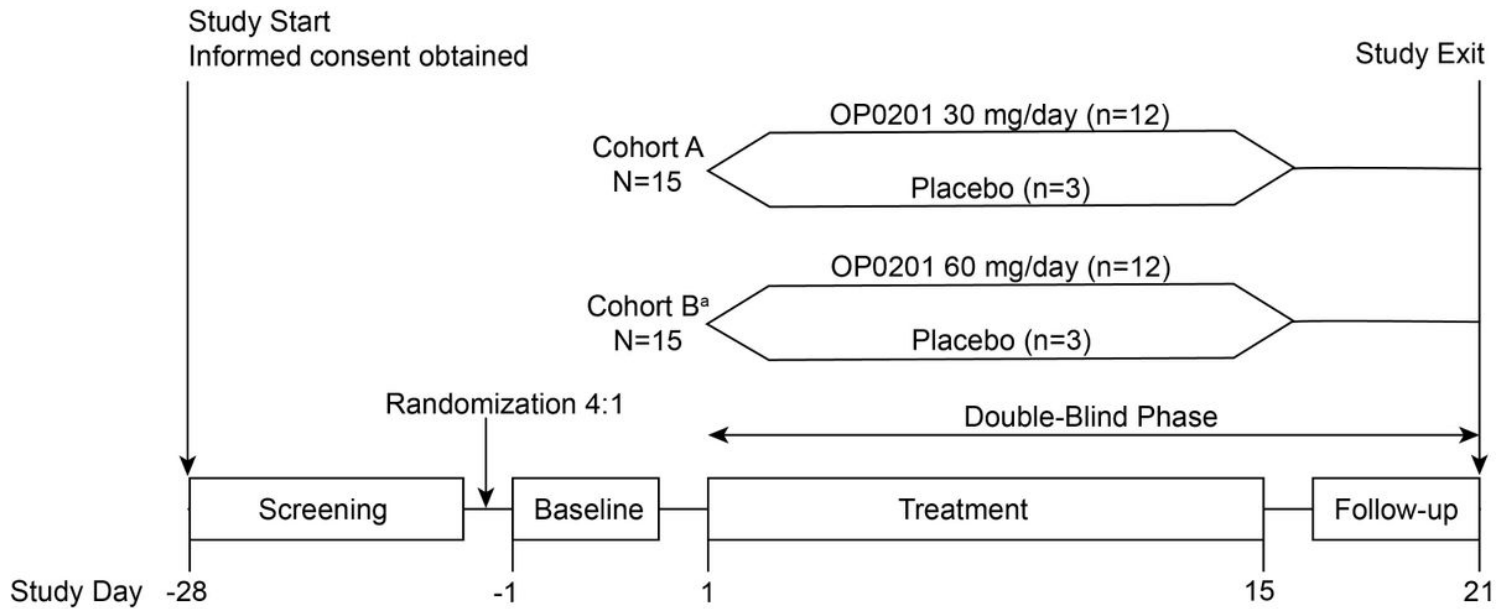 Study Start
Informed consent obtained
Study Exit
OP0201 30 mg/day (n=12)
Cohort A
N=15
Placebo (n=3)
OP0201 60 mg/day (n=12)
Cohort Bᵃ
N=15
Placebo (n=3)
Randomization 4:1
Double-Blind Phase
Screening
Baseline
Treatment
Follow-up
Study Day -28 -1 1 15 21